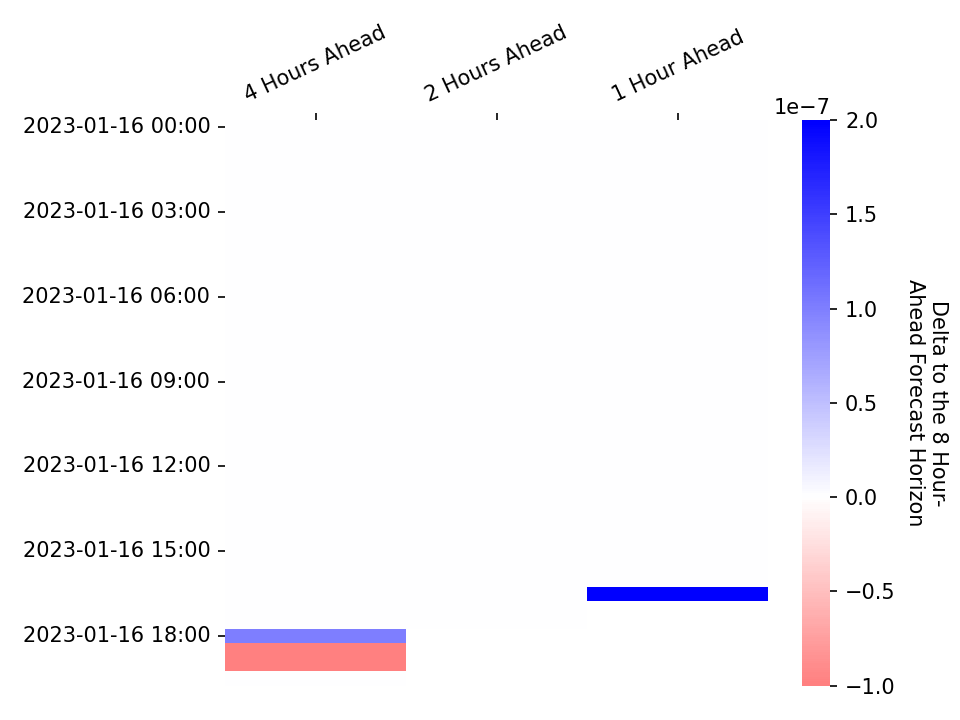 4 Hours Ahead
2 Hours Ahead
1 Hour Ahead
2023-01-16 00:00
2023-01-16 03:00
2023-01-16 06:00
2023-01-16 09:00
2023-01-16 12:00
2023-01-16 15:00
2023-01-16 18:00
1e−7
2.0
1.5
1.0
0.5
0.0
−0.5
−1.0
Delta to the 8 Hour-
Ahead Forecast Horizon